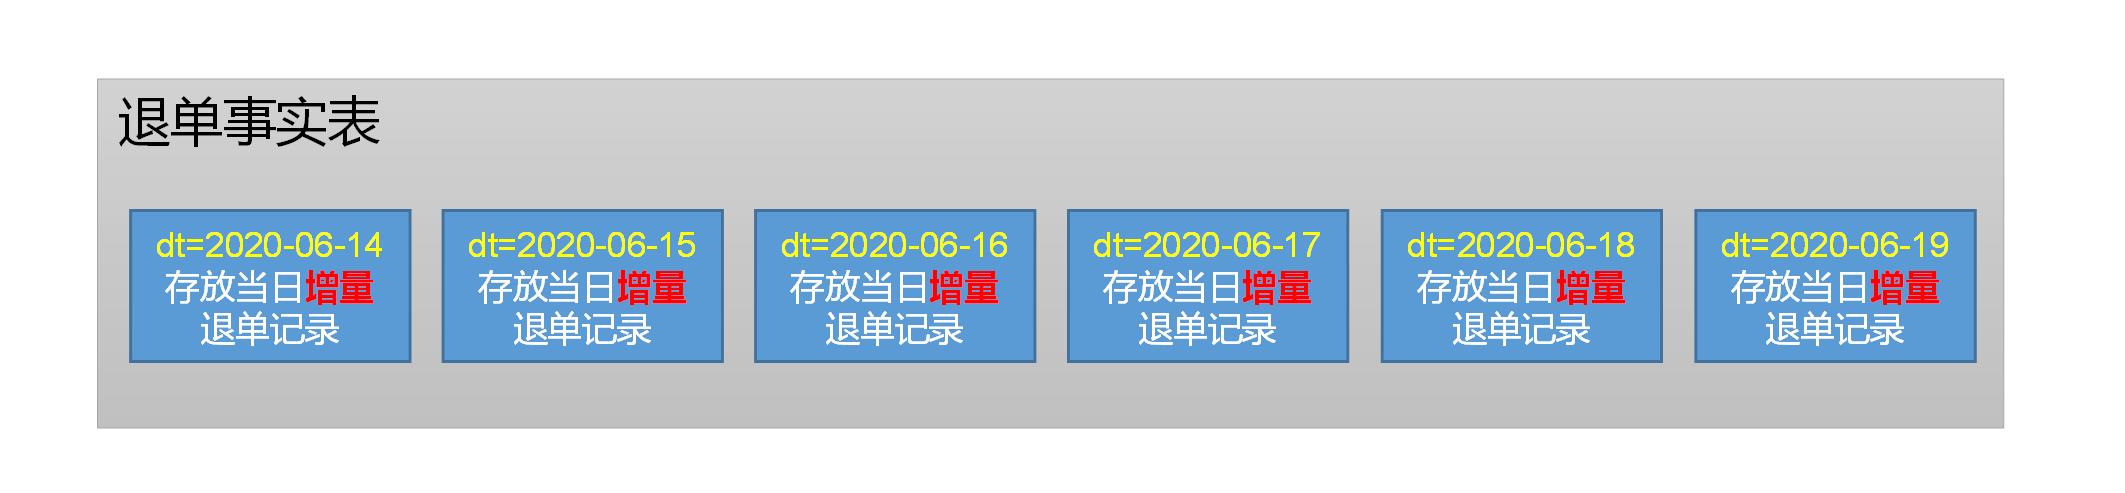 退单事实表
dt=2020-06-14
存放当日增量
退单记录
dt=2020-06-15
存放当日增量
退单记录
dt=2020-06-16
存放当日增量
退单记录
dt=2020-06-17
存放当日增量
退单记录
dt=2020-06-18
存放当日增量
退单记录
dt=2020-06-19
存放当日增量
退单记录